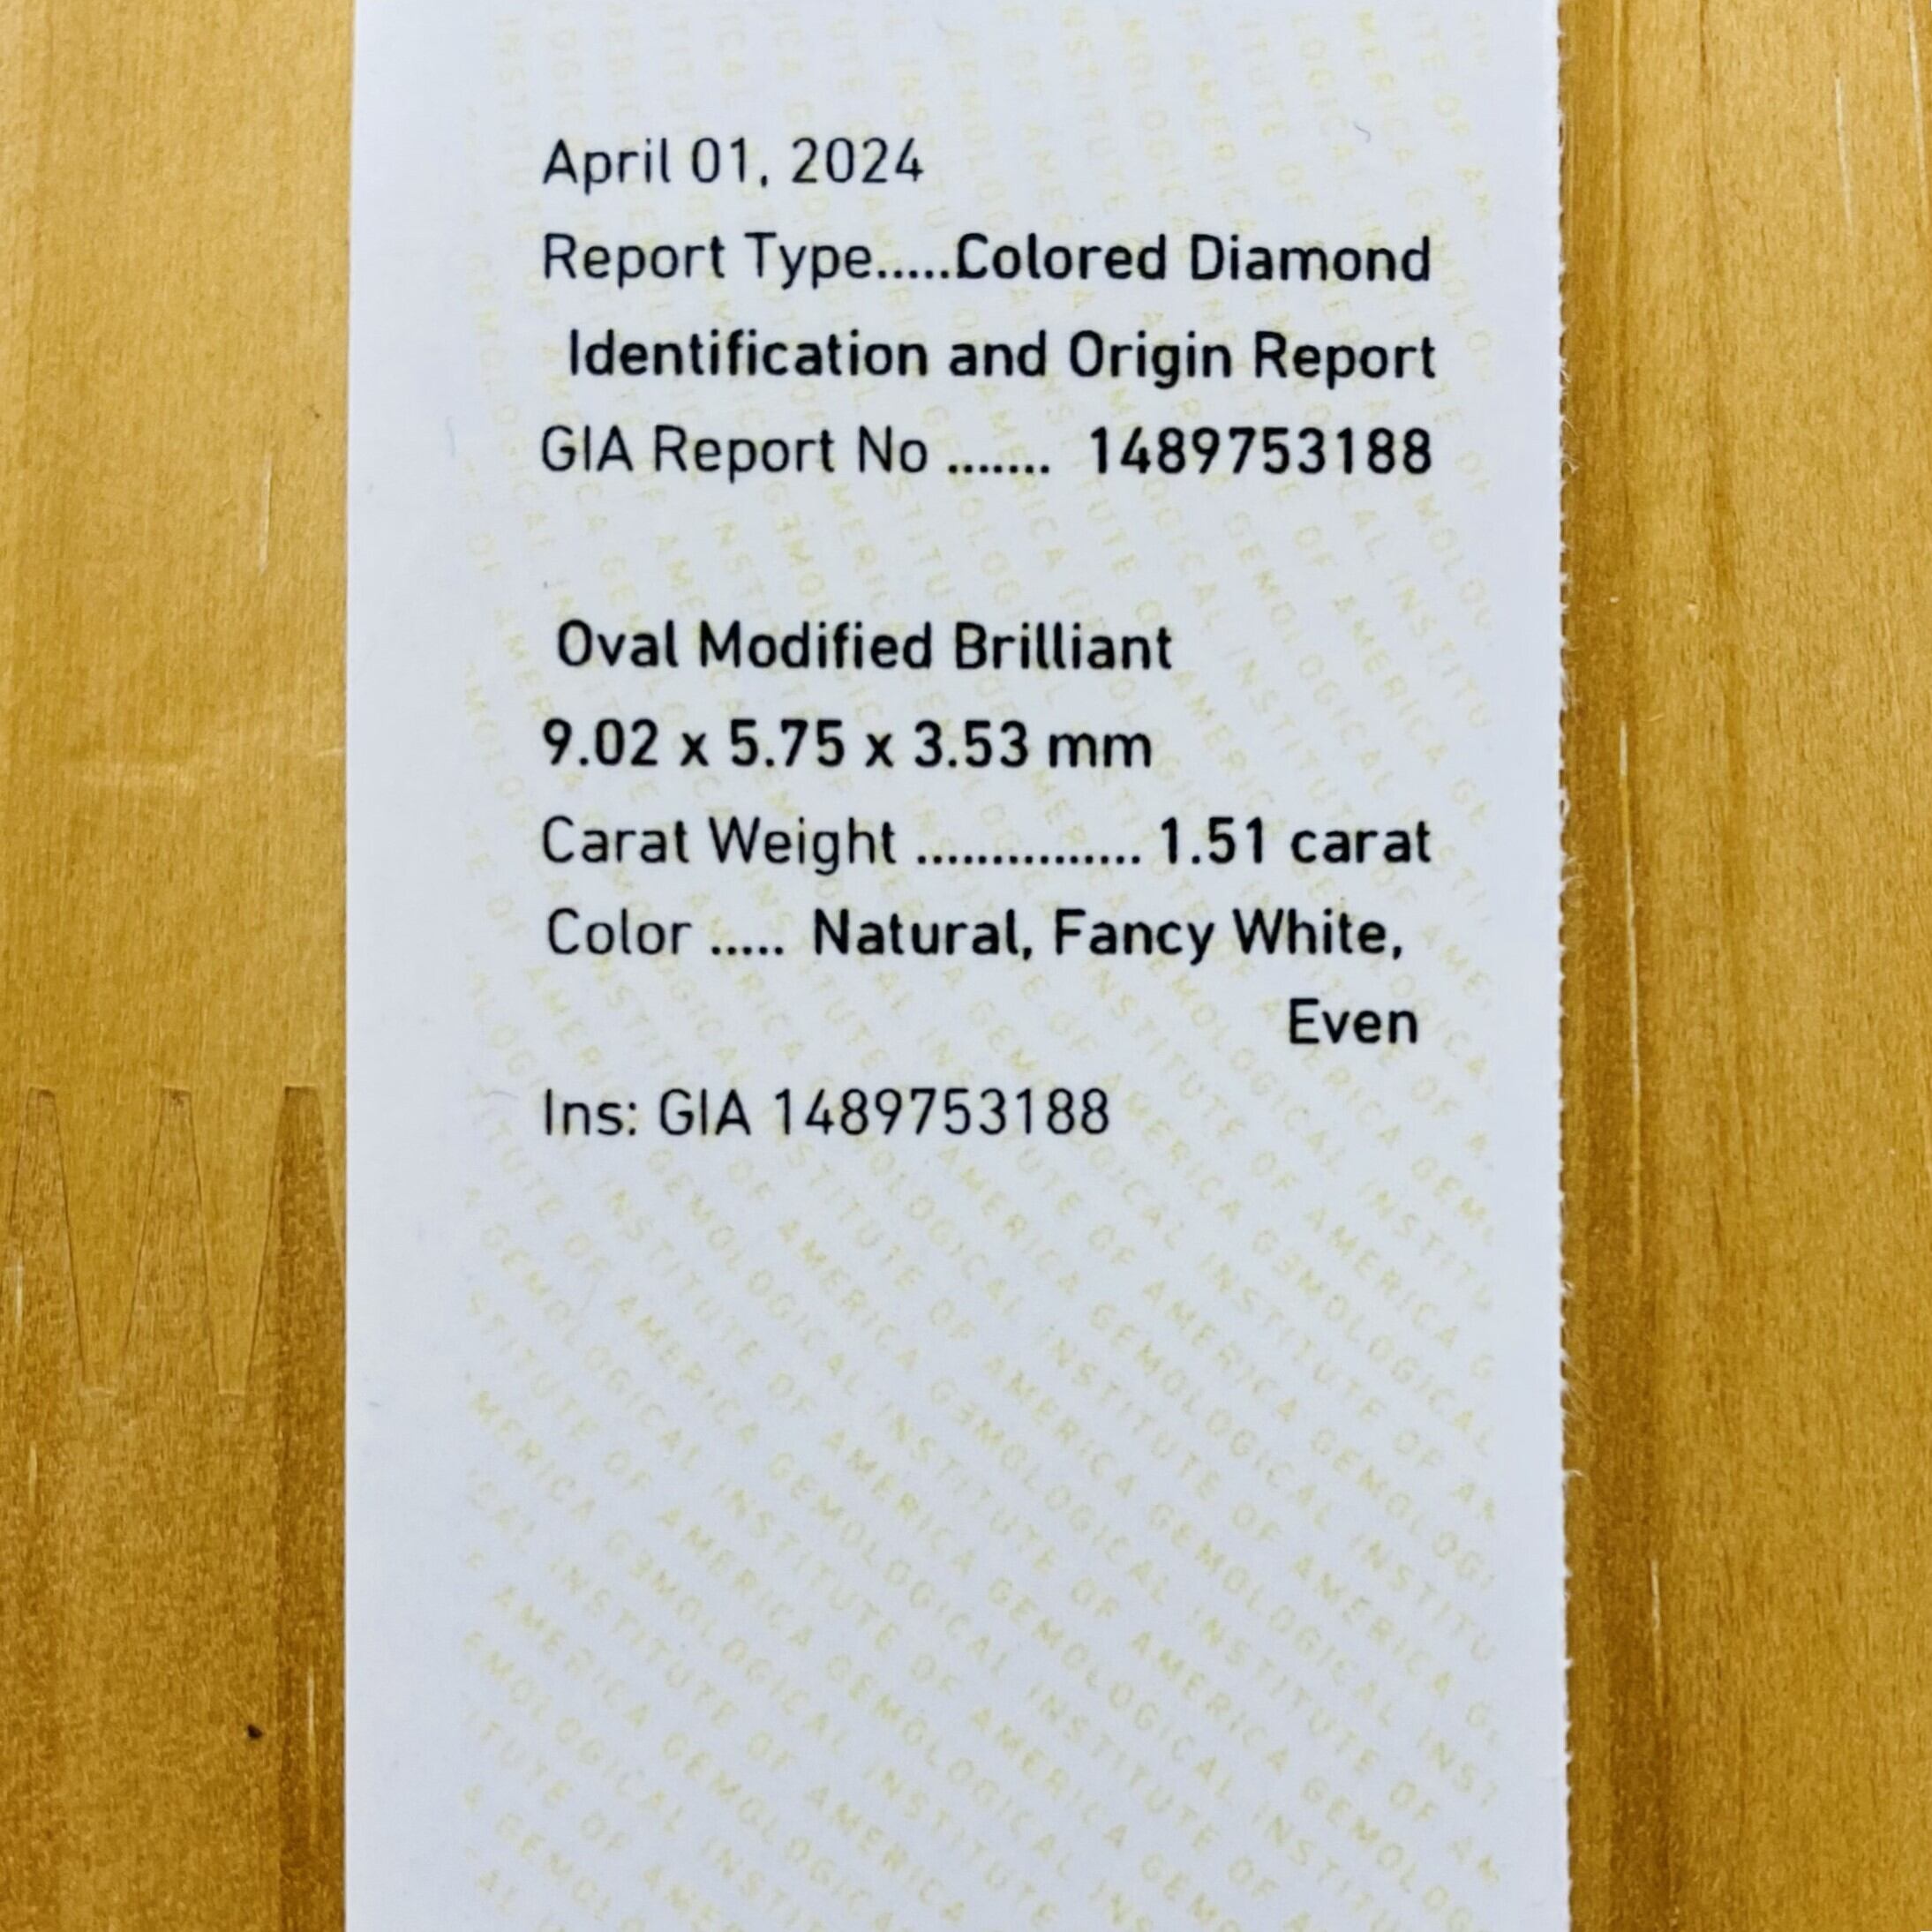 April 01, 2024
Report Type.....Colored Diamond
Identification and Origin Report
GIA Report No ....... 1489753188
Oval Modified Brilliant
9.02 x 5.75 x 3.53 mm
Carat Weight ............... 1.51 carat
Color ..... Natural, Fancy White,
Even
Ins: GIA 1489753188